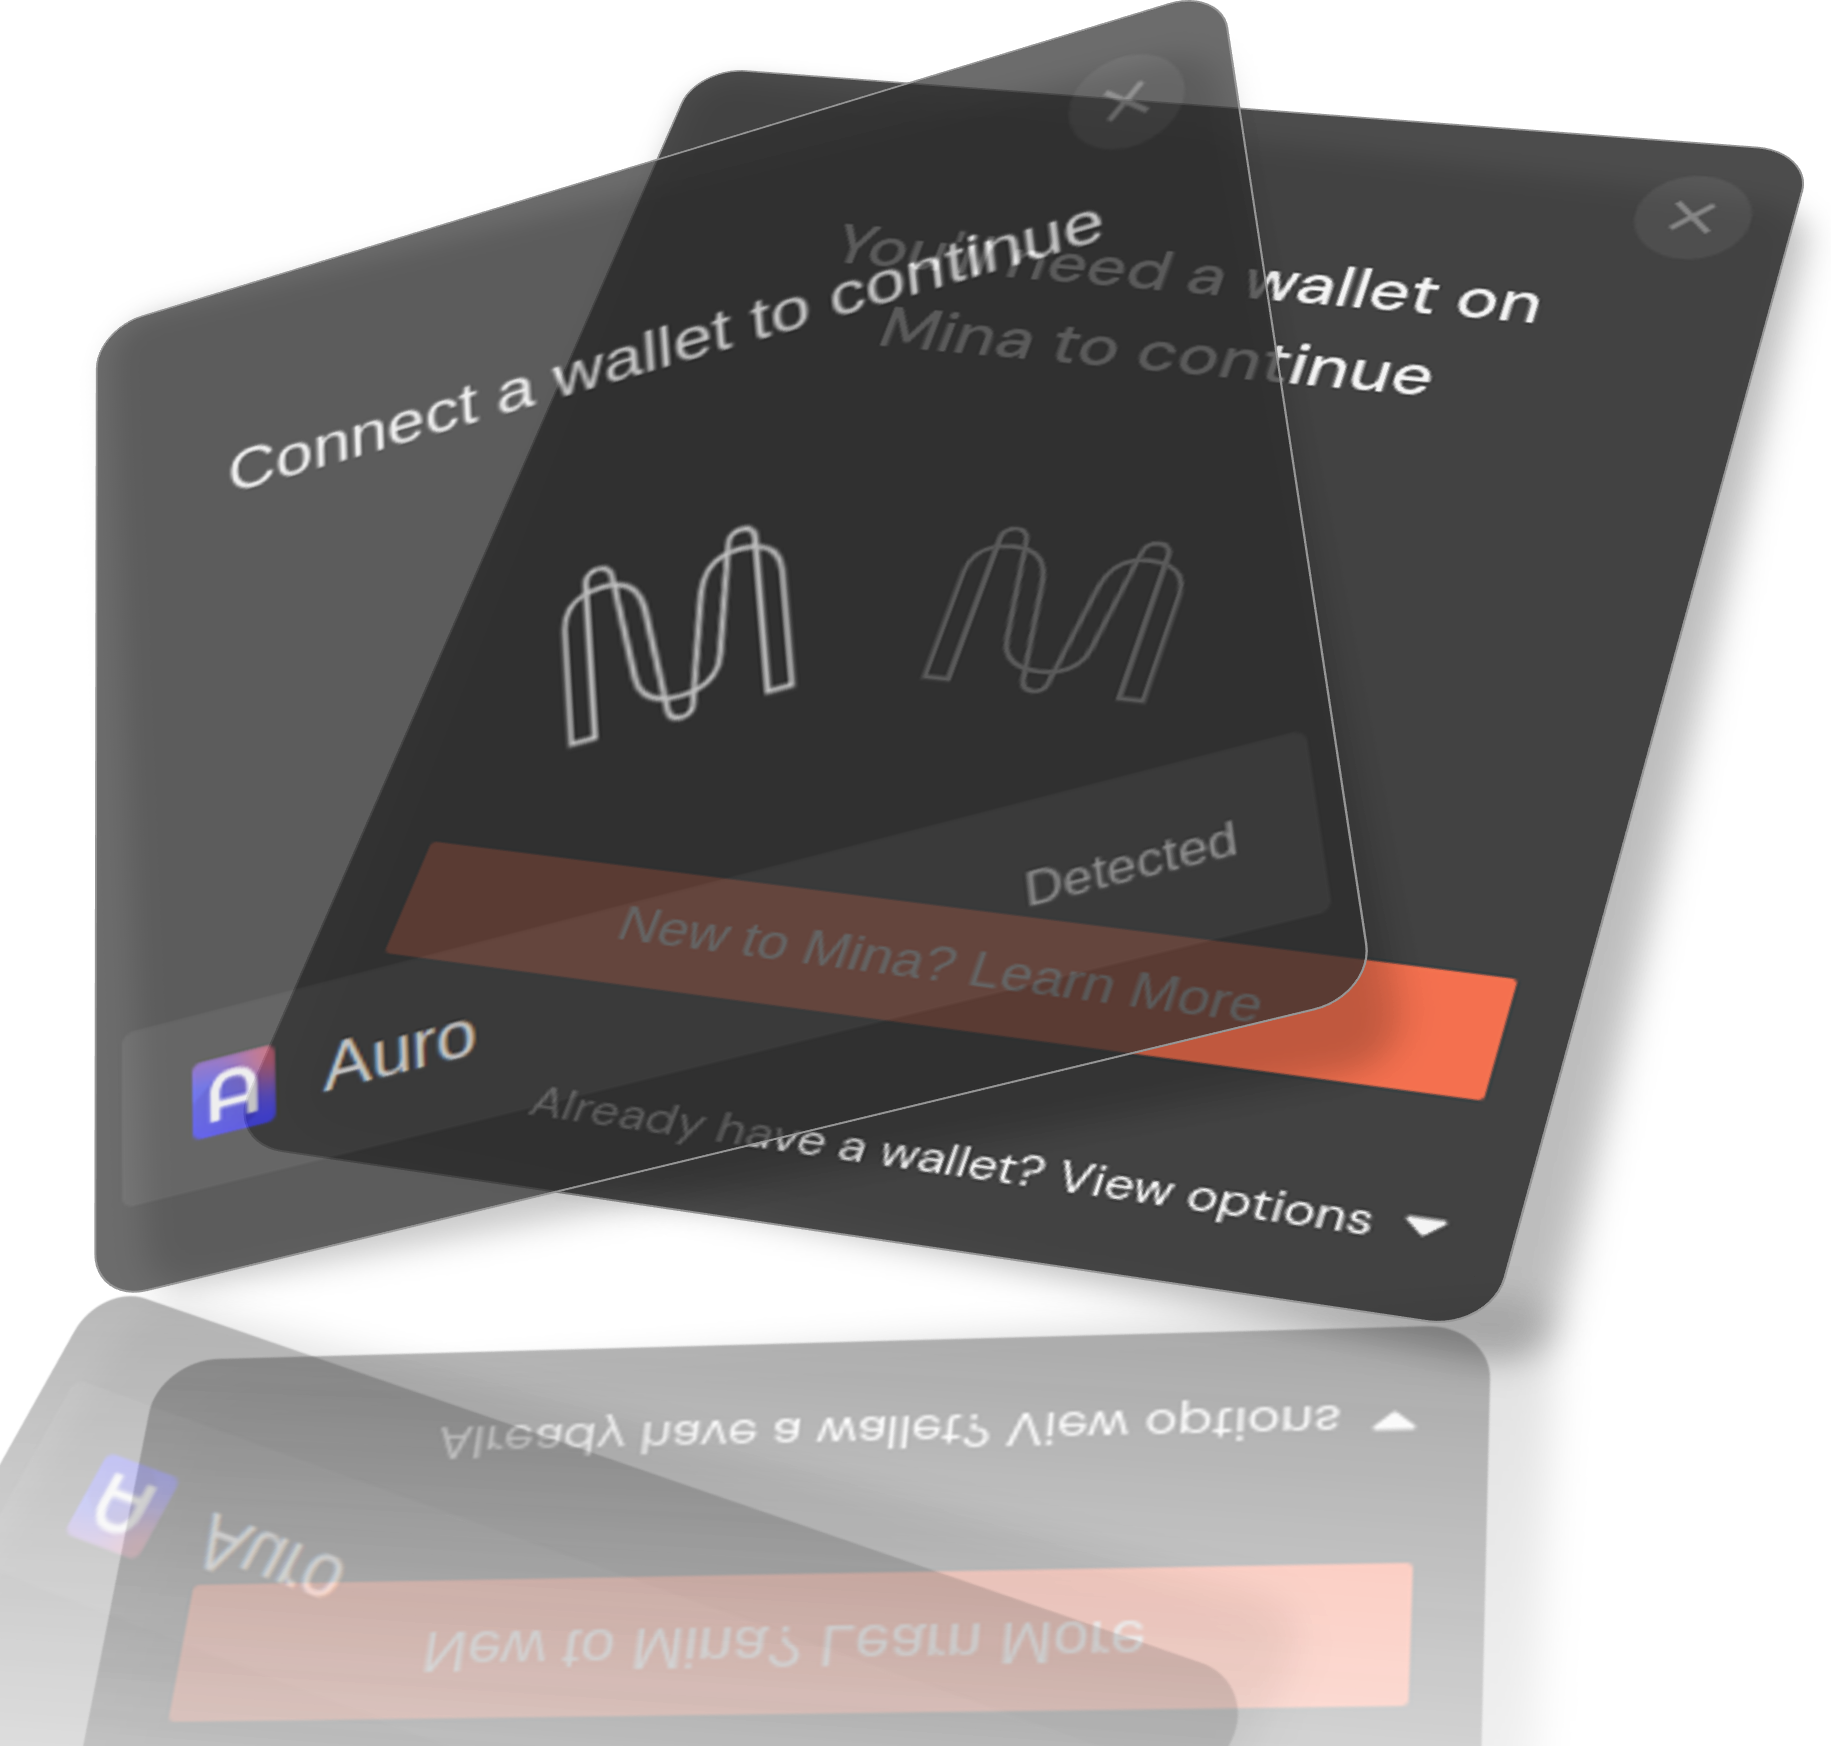 Connect a wallet to continue
Detected
Auro
You'll need a wallet on
Mina to continue
New to Mina? Learn More
Already have a wallet? View options
Already have a wallet? View options
Auro
New to Mina? Learn More